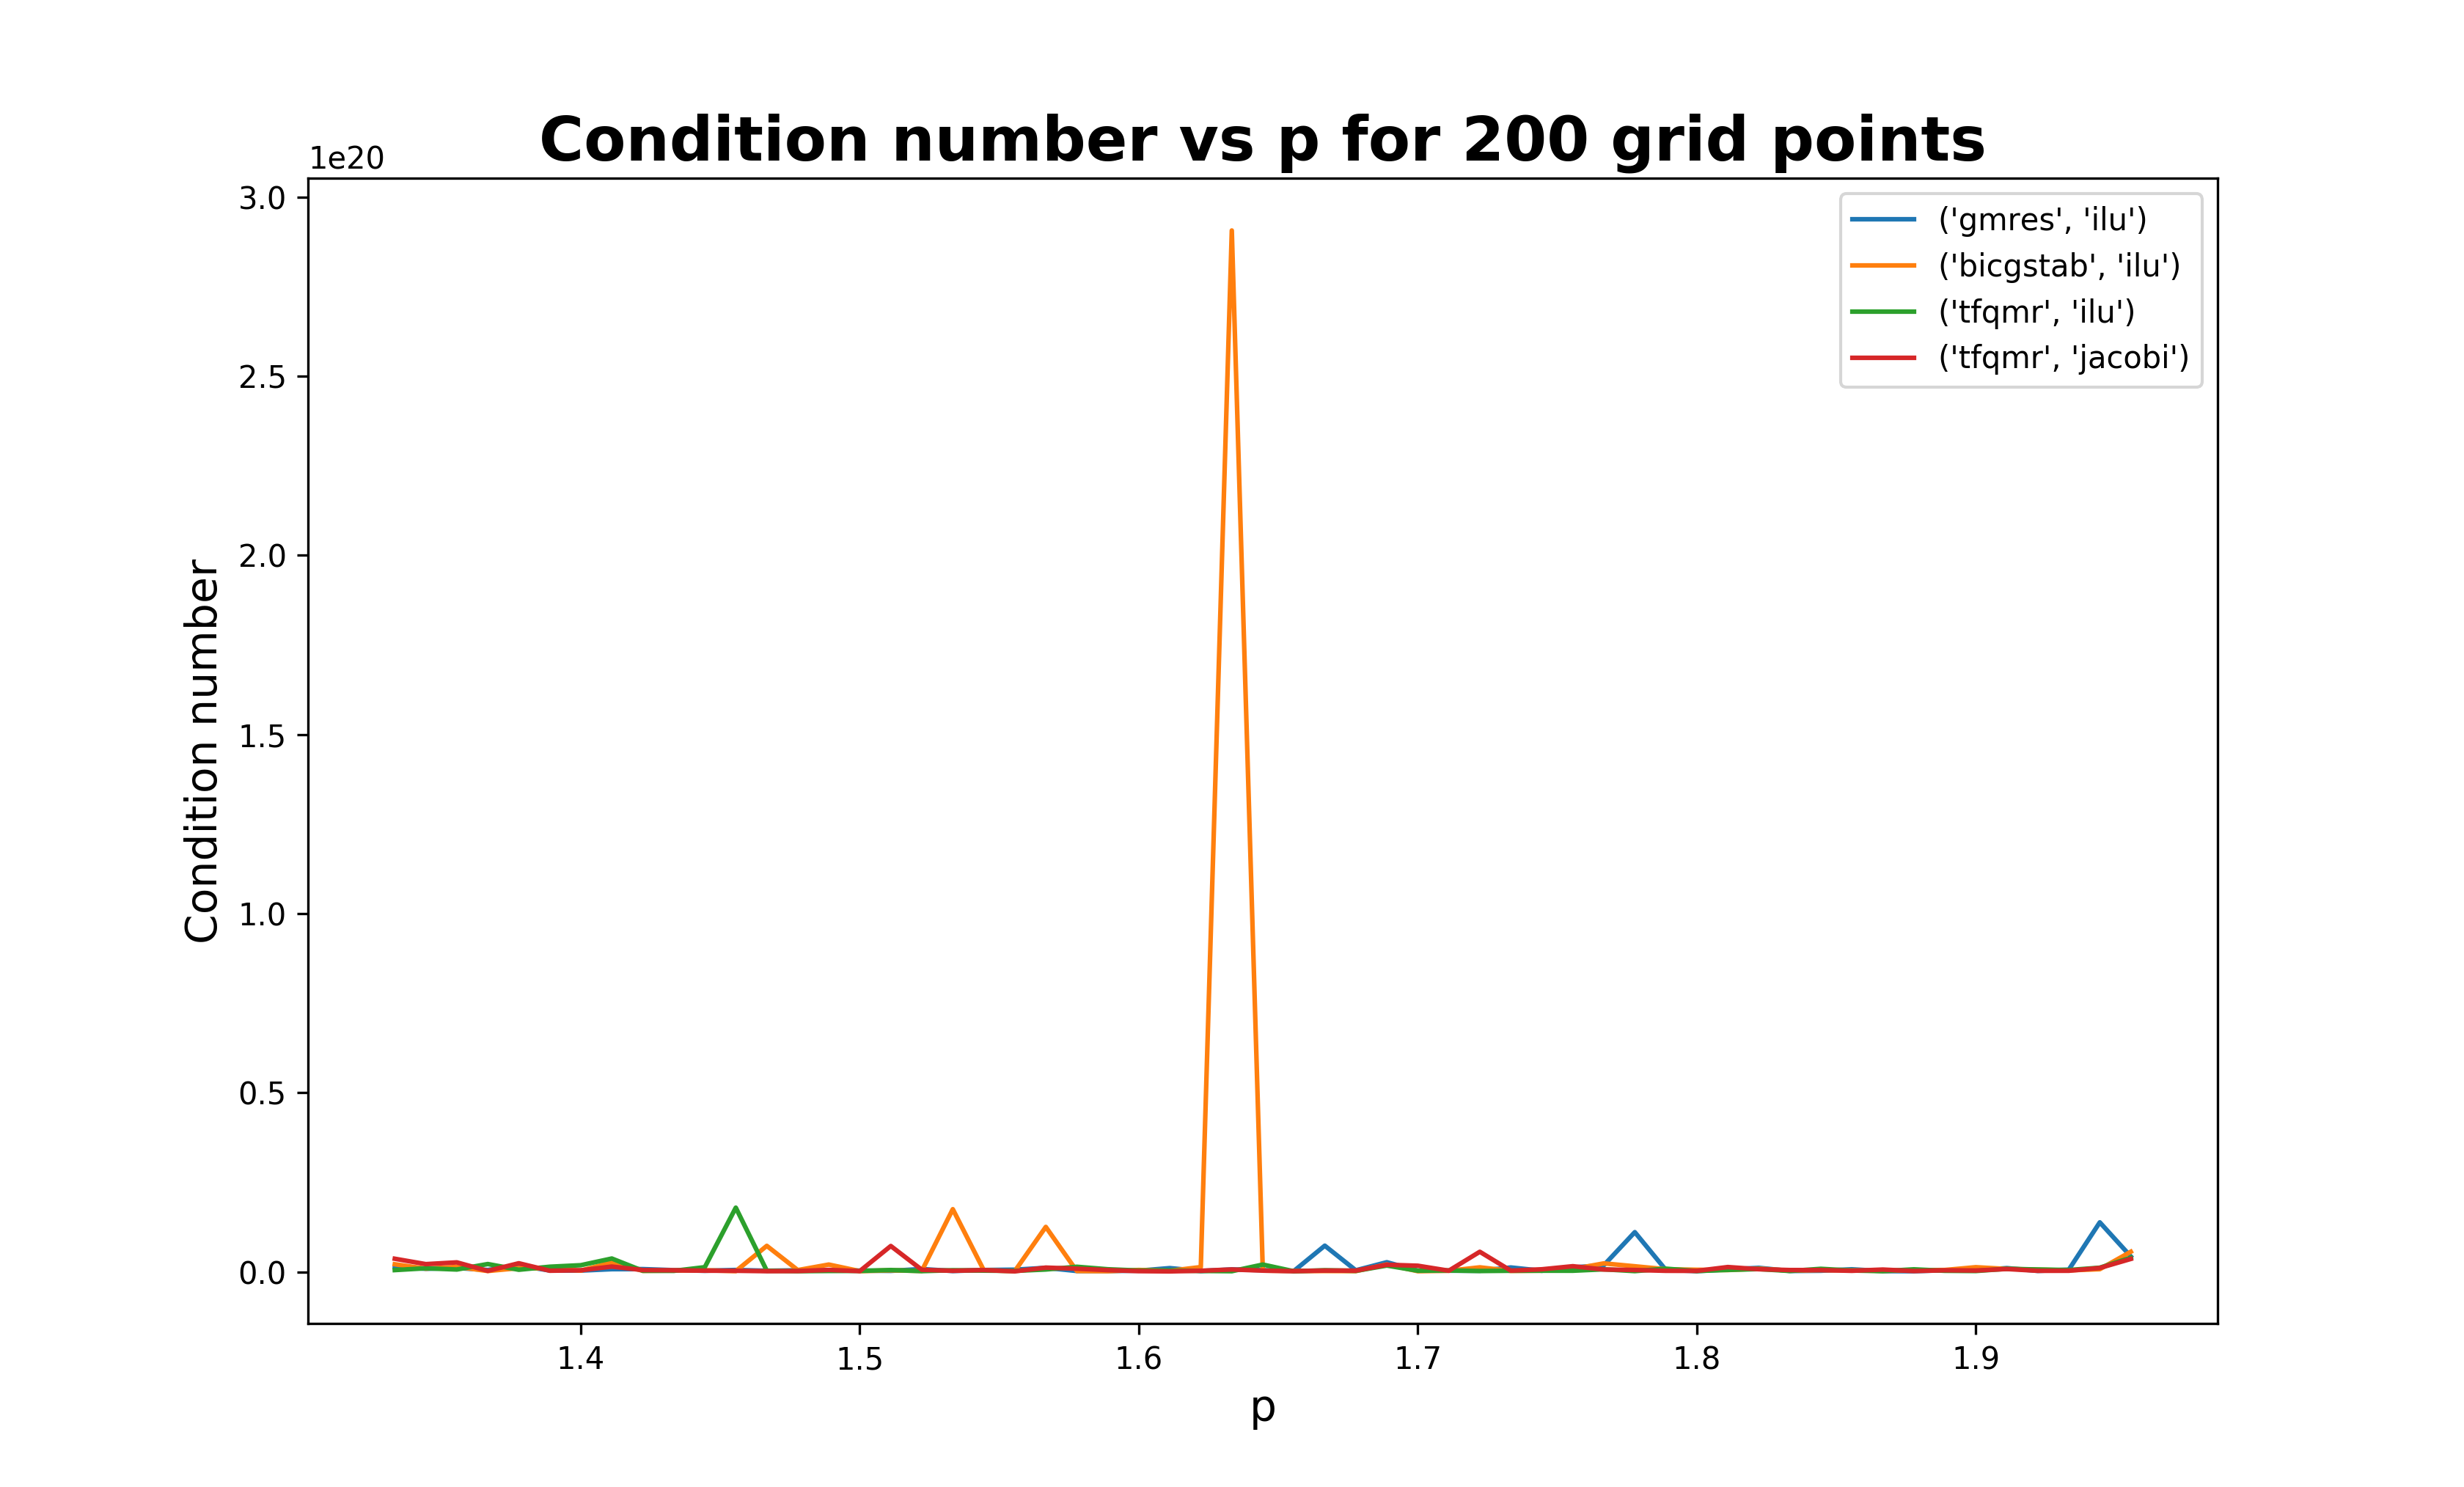 Condition number vs p for 200 grid points
1e20
3.0
2.5
2.0
1.5
1.0
0.5
0.0
Condition number
('gmres', 'ilu')
('bicgstab', 'ilu')
('tfqmr', 'ilu')
('tfqmr', 'jacobi')
1.4 1.5 1.6 1.7 1.8 1.9
p